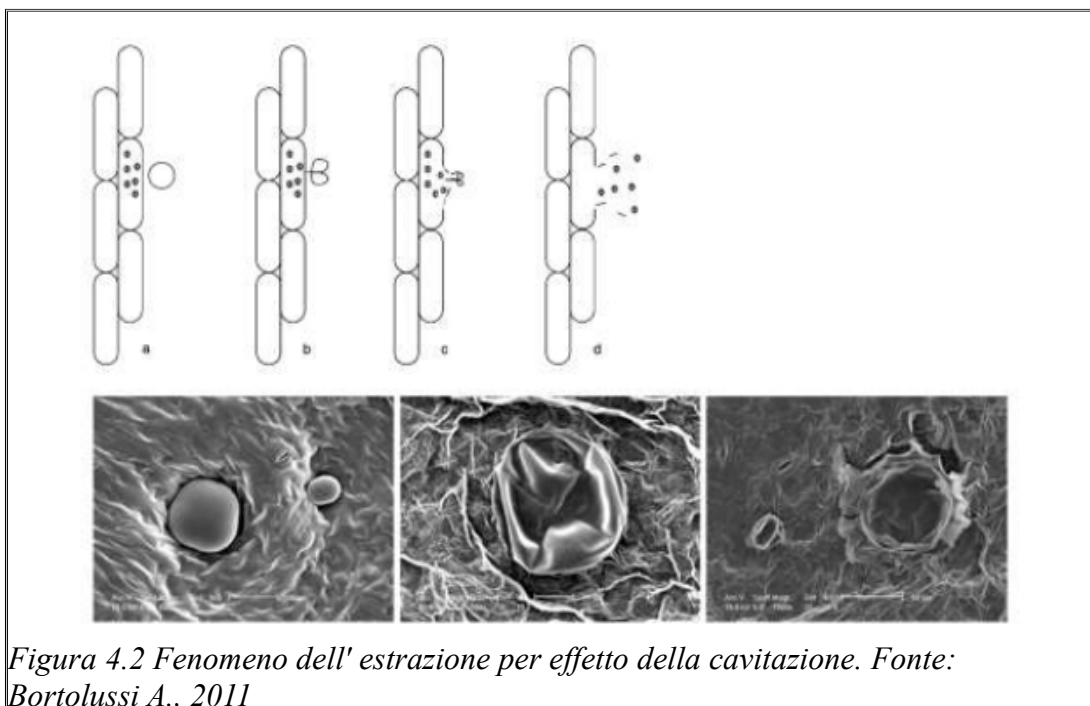 a b c d
Figura 4.2 Fenomeno dell' estrazione per effetto della cavitazione. Fonte:
Bortolussi A.. 2011